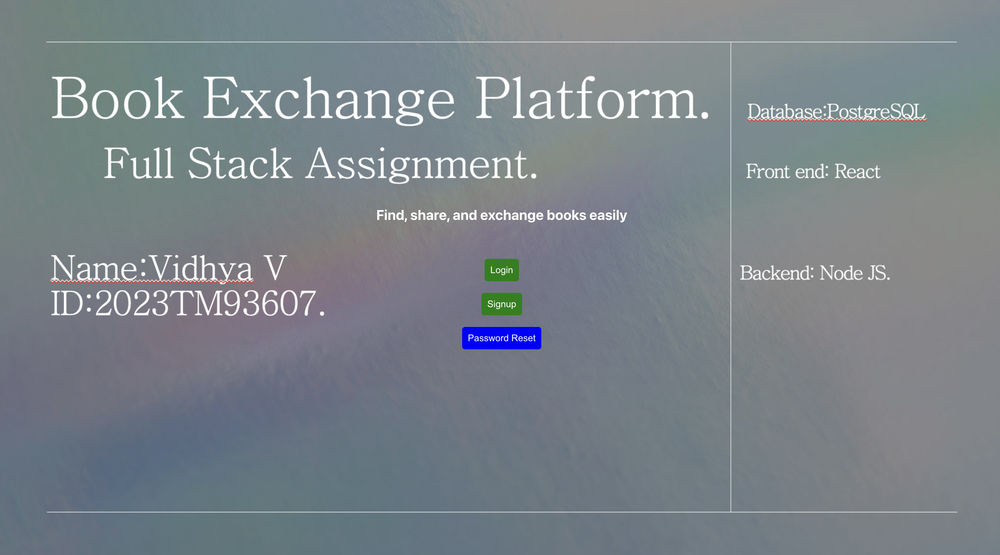 Book Exchange Platform.
Full Stack Assignment.
Find, share, and exchange books easily
Name:Vidhya V
ID:2023TM93607.
Login
Signup
Password Reset
Database:PostgreSQL
Front end: React
Backend: Node JS.